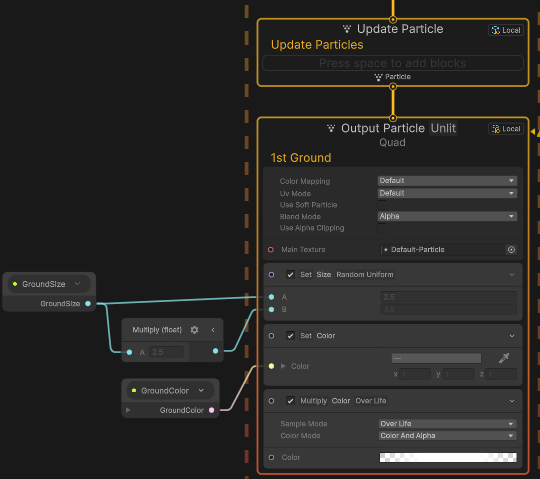 Update Particle
Local
Update Particles
Press space to add blocks
Particle
Output Particle Unlit
Local
Quad
1st Ground
Color Mapping Default
Uv Mode Default
Use Soft Particle
Blend Mode Alpha
Use Alpha Clipping
Main Texture Default-Particle
Set Size Random Uniform
GroundSize
A 2.5
GroundSize
B
Multiply (float)
A 2.5
Set Color
Color
x y z
GroundColor
GroundColor
Multiply Color Over Life
Sample Mode Over Life
Color Mode Color And Alpha
Color